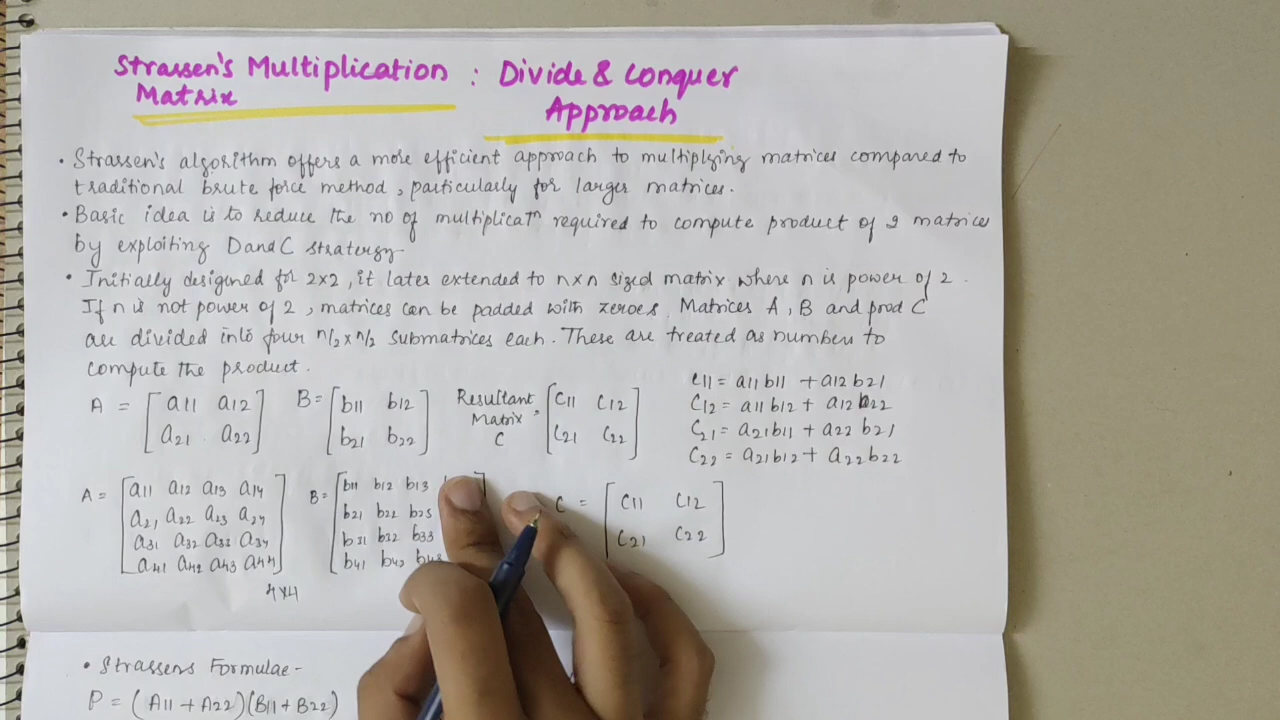 Strassen's Multiplication : Divide & Conquer
Matrix Approach
• Strassen's algorithm offers a more efficient approach to multiplying matrices compared to
traditional brute force method, particularly for larger matrices.
• Basic idea is to reduce the no of multiplicatn required to compute product of 2 matrices
by exploiting DandC stratergy
• Initially designed for 2x2, it later extended to n x n sized matrix where n is power of 2.
If n is not power of 2, matrices can be padded with zeroes. Matrices A, B and prod C
are divided into four n/2 x n/2 submatrices each. These are treated as numbers to
compute the product.
C11 = a11 b11 + a12 b21
C12 = a11 b12 + a12 b22
C21 = a21 b11 + a22 b21
C22 = a21 b12 + a22 b22
A = [a11 a12 B = [b11 b12 Resultant Matrix C = [C11 C12
a21 a22] b21 b22] C21 C22]
A = [a11 a12 a13 a14 B = [b11 b12 b13 C = [C11 C12
a21 a22 a23 a24 b21 b22 b23
a31 a32 a33 a34 b31 b32 b33 C21 C22]
a41 a42 a43 a44] b41 b42 b43
4x4
• Strassens Formulae -
P = (A11 + A22)(B11 + B22)